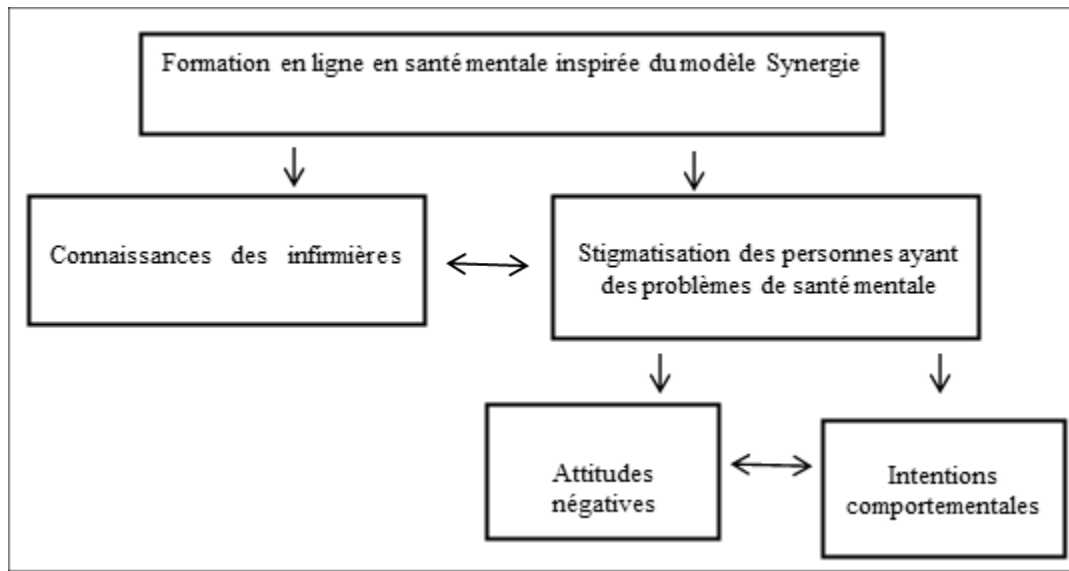 Formation en ligne en santé mentale inspirée du modèle Synergie
Connaissances des infirmières
Stigmatisation des personnes ayant
des problèmes de santé mentale
Attitudes
négatives
Intentions
comportementales